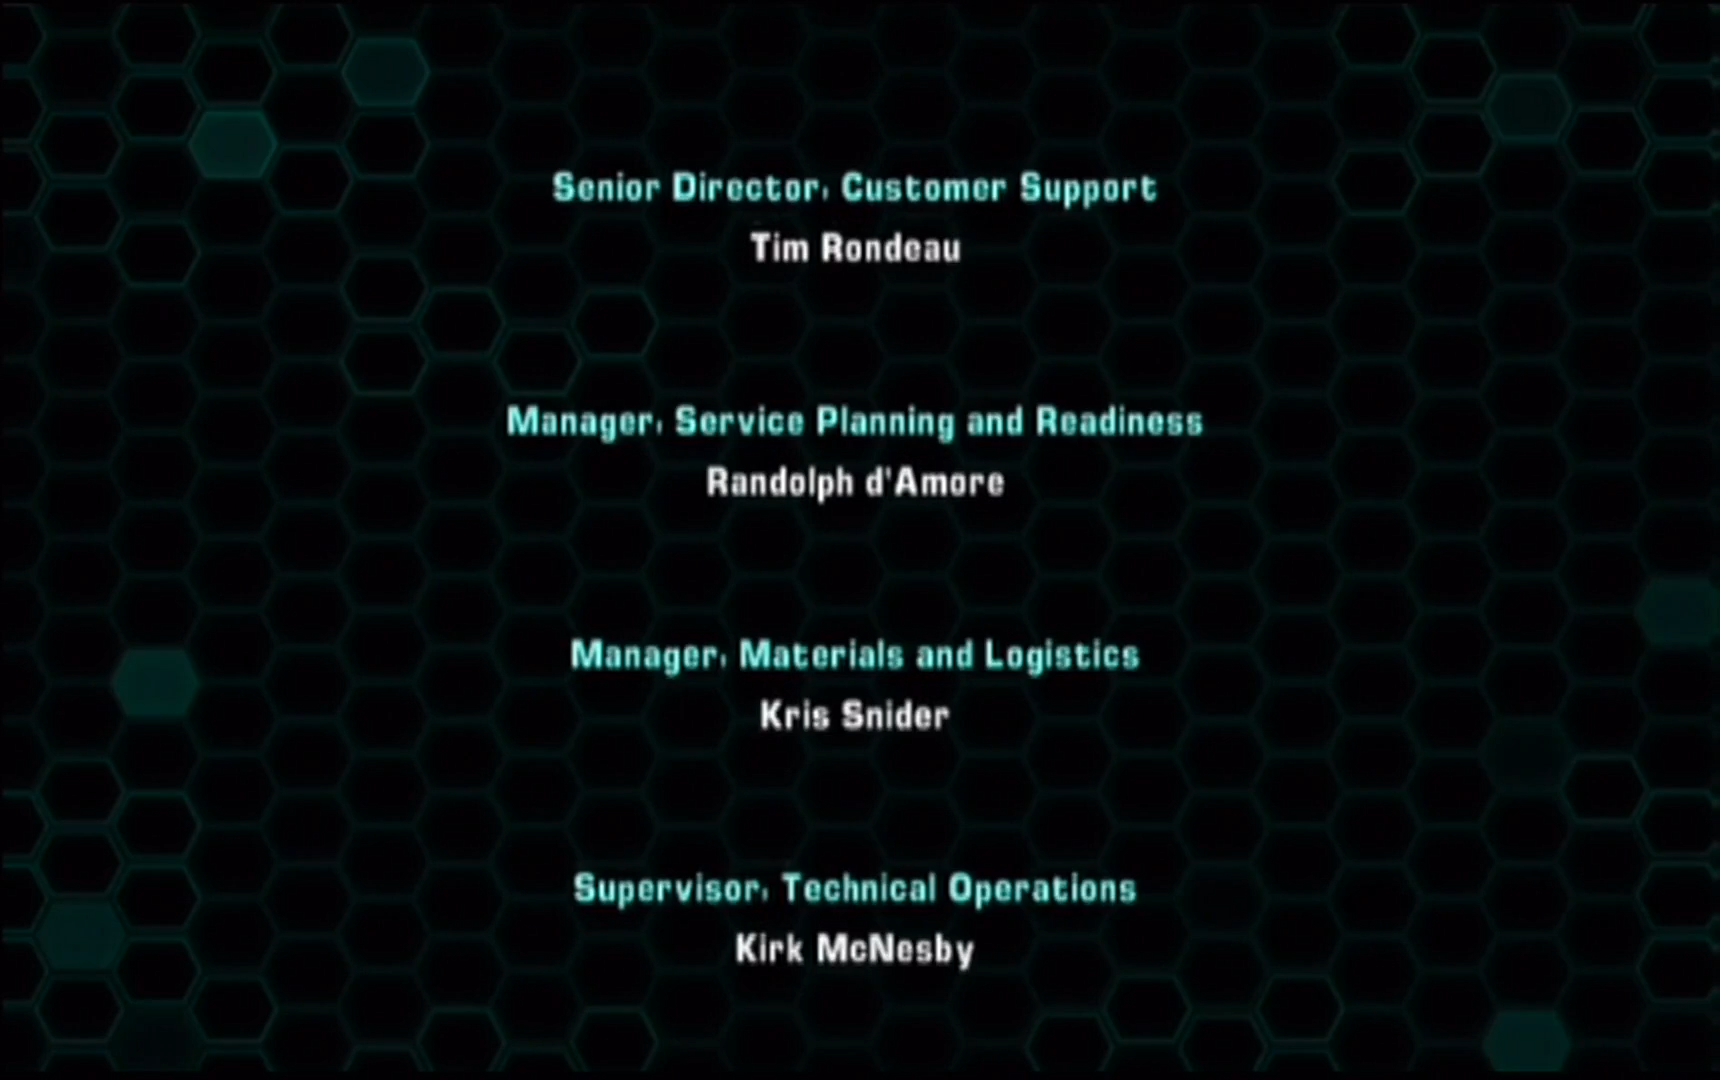 Senior Director, Customer Support
Tim Rondeau
Manager, Service Planning and Readiness
Randolph d'Amore
Manager, Materials and Logistics
Kris Snider
Supervisor, Technical Operations
Kirk McNesby